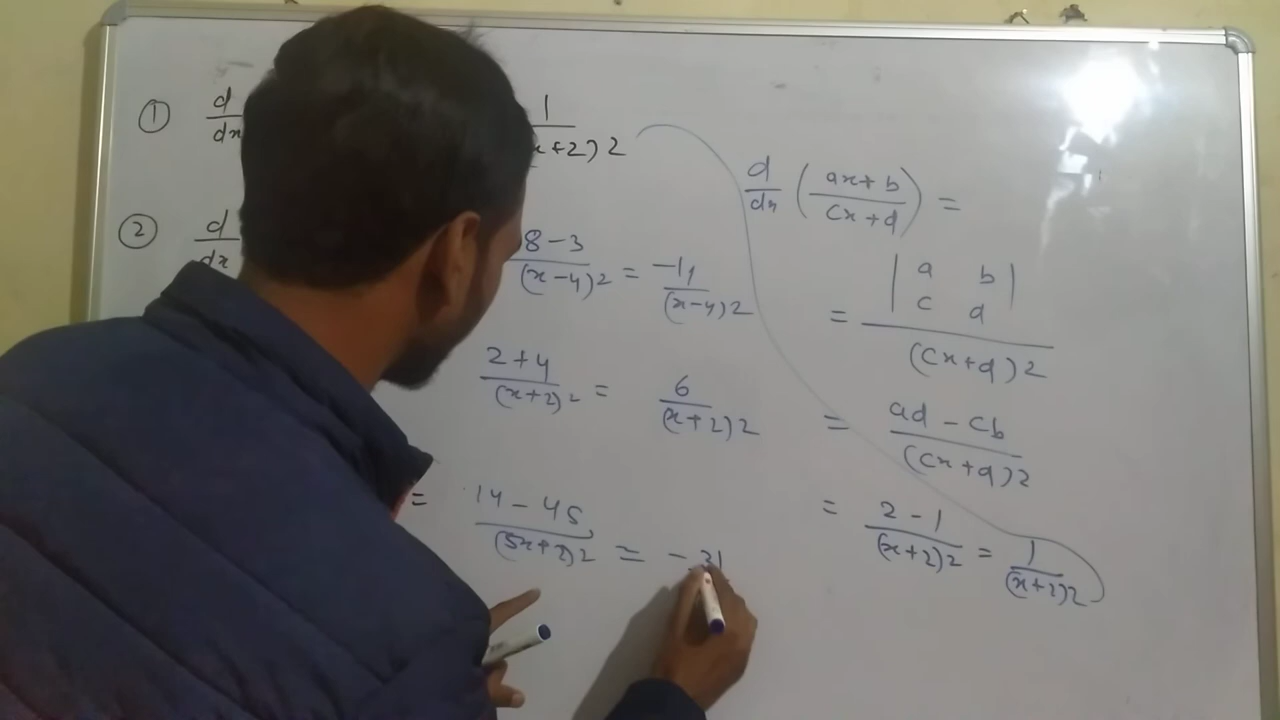 ① d/dx 1/x+2)2
② d/dx 8-3/(x-4)2 = -11/(x-4)2
2+4/(x+2)2 = 6/(x+2)2
= 14-45/(5x+2)2 = -31
d/dx (ax+b/cx+d) =
= |a b|
|c d|
(cx+d)2
= ad-cb/(cx+d)2
= 2-1/(x+2)2 = 1/(x+2)2